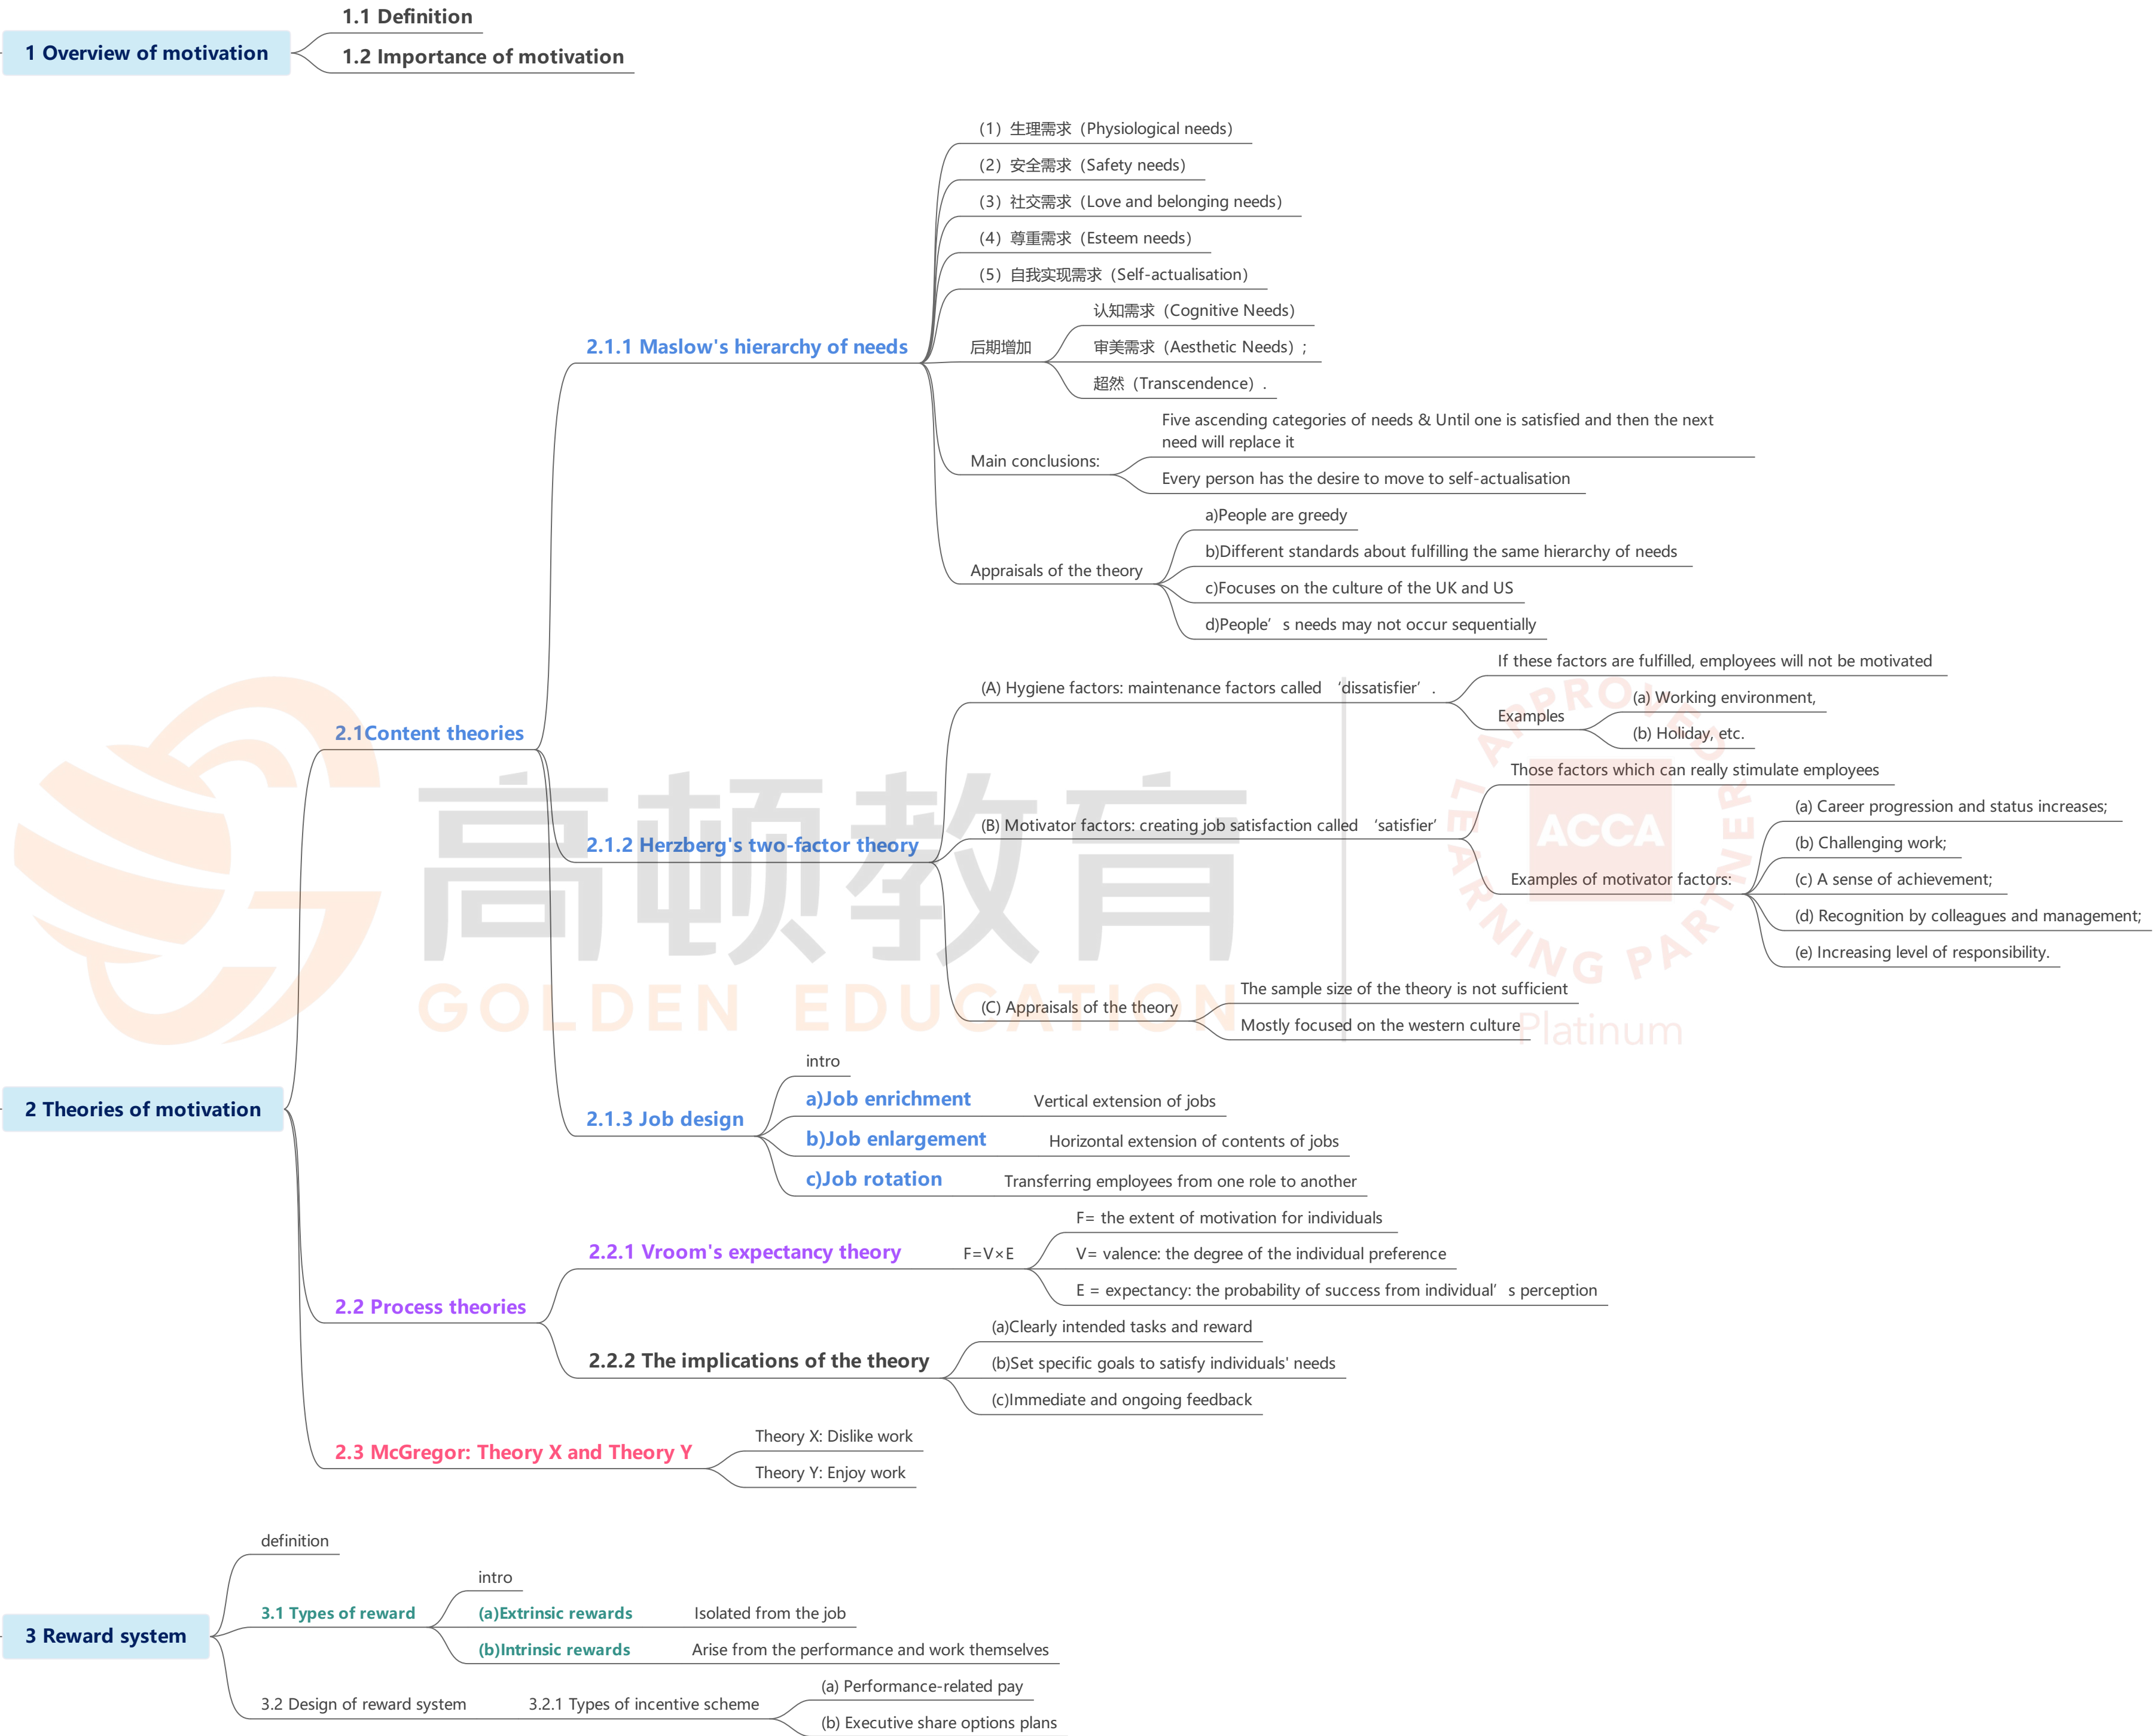 1 Overview of motivation
1.1 Definition
1.2 Importance of motivation
2 Theories of motivation
2.1Content theories
2.1.1 Maslow's hierarchy of needs
（1）生理需求（Physiological needs）
（2）安全需求（Safety needs）
（3）社交需求（Love and belonging needs）
（4）尊重需求（Esteem needs）
（5）自我实现需求（Self-actualisation）
后期增加
认知需求（Cognitive Needs）
审美需求（Aesthetic Needs）;
超然（Transcendence）.
Main conclusions:
Five ascending categories of needs & Until one is satisfied and then the next
need will replace it
Every person has the desire to move to self-actualisation
Appraisals of the theory
a)People are greedy
b)Different standards about fulfilling the same hierarchy of needs
c)Focuses on the culture of the UK and US
d)People’s needs may not occur sequentially
2.1.2 Herzberg's two-factor theory
(A) Hygiene factors: maintenance factors called ‘dissatisfier’.
If these factors are fulfilled, employees will not be motivated
Examples
(a) Working environment,
(b) Holiday, etc.
(B) Motivator factors: creating job satisfaction called ‘satisfier’
Those factors which can really stimulate employees
Examples of motivator factors:
(a) Career progression and status increases;
(b) Challenging work;
(c) A sense of achievement;
(d) Recognition by colleagues and management;
(e) Increasing level of responsibility.
(C) Appraisals of the theory
The sample size of the theory is not sufficient
Mostly focused on the western culture
2.1.3 Job design
intro
a)Job enrichment Vertical extension of jobs
b)Job enlargement Horizontal extension of contents of jobs
c)Job rotation Transferring employees from one role to another
2.2 Process theories
2.2.1 Vroom's expectancy theory F=V×E
F= the extent of motivation for individuals
V= valence: the degree of the individual preference
E = expectancy: the probability of success from individual’s perception
2.2.2 The implications of the theory
(a)Clearly intended tasks and reward
(b)Set specific goals to satisfy individuals' needs
(c)Immediate and ongoing feedback
2.3 McGregor: Theory X and Theory Y
Theory X: Dislike work
Theory Y: Enjoy work
3 Reward system
definition
3.1 Types of reward
intro
(a)Extrinsic rewards Isolated from the job
(b)Intrinsic rewards Arise from the performance and work themselves
3.2 Design of reward system 3.2.1 Types of incentive scheme
(a) Performance-related pay
(b) Executive share options plans
高顿教育
GOLDEN EDUCATION
APPROVED LEARNING PARTNER
ACCA
Platinum